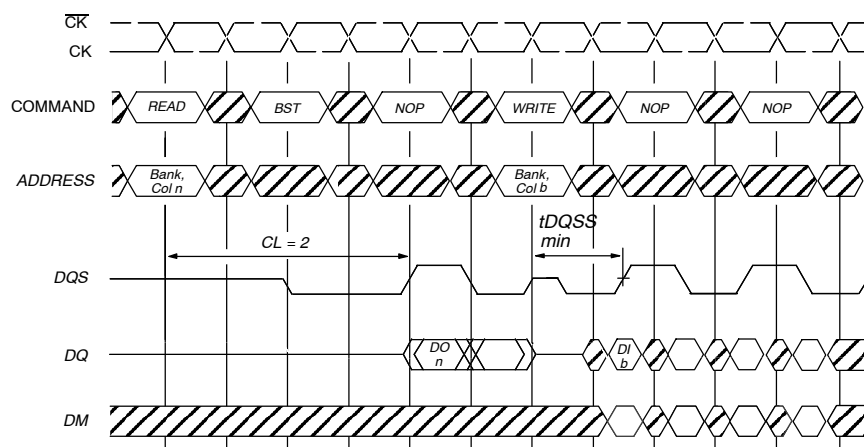 CK
CK
COMMAND READ BST NOP WRITE NOP NOP
ADDRESS Bank, Col n Bank, Col b
tDQSS
min
CL = 2
DQS
DQ DO n DI b
DM